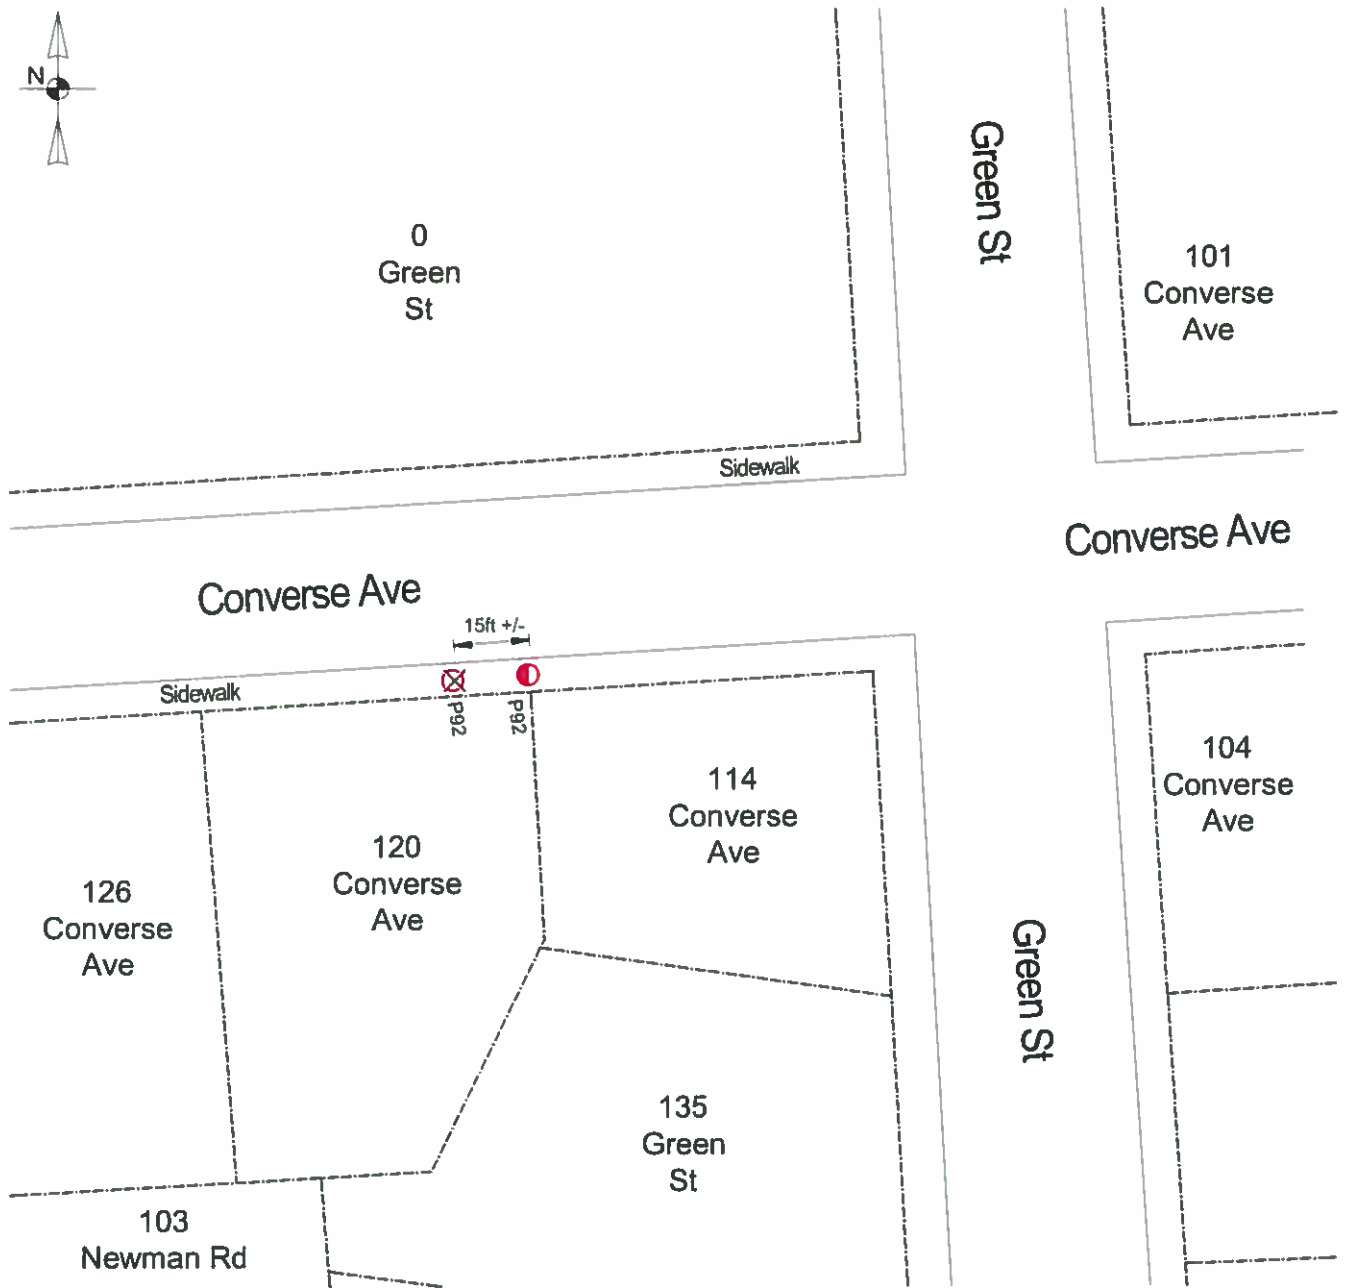 N
0
Green
St
Green St
101
Converse
Ave
Sidewalk
Converse Ave
Converse Ave
15ft +/-
Sidewalk
P92
P92
114
Converse
Ave
104
Converse
Ave
120
Converse
Ave
126
Converse
Ave
Green St
135
Green
St
103
Newman Rd